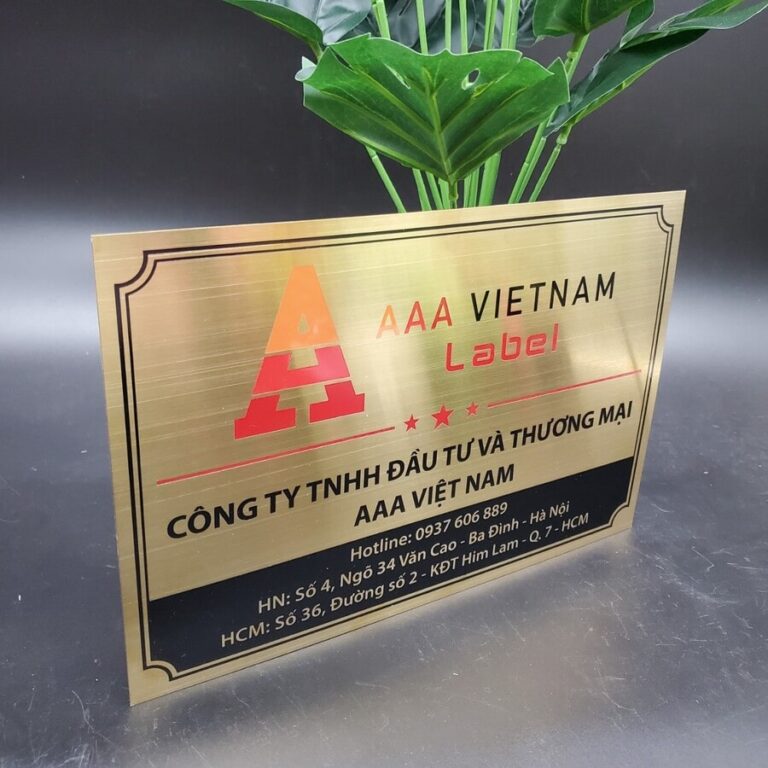 A
AAA VIETNAM
Label
CÔNG TY TNHH ĐẦU TƯ VÀ THƯƠNG MẠI
AAA VIỆT NAM
Hotline: 0937 606 889
HN: Số 4, Ngõ 34 Văn Cao - Ba Đình - Hà Nội
HCM: Số 36, Đường số 2 - KĐT Him Lam - Q. 7 - HCM